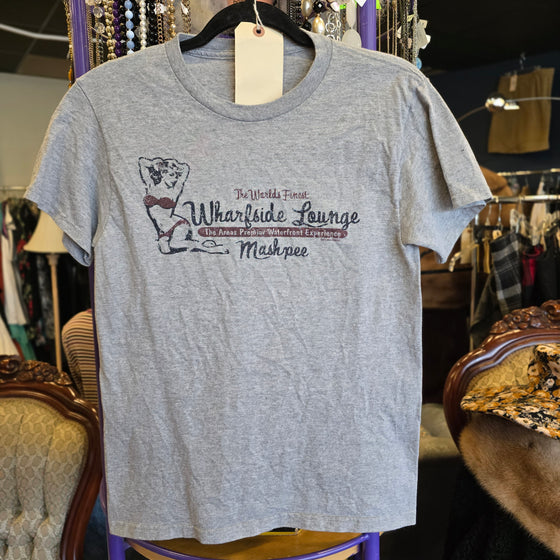 The Worlds Finest
Wharfside Lounge
The Areas Premier Waterfront Experience
Mashpee